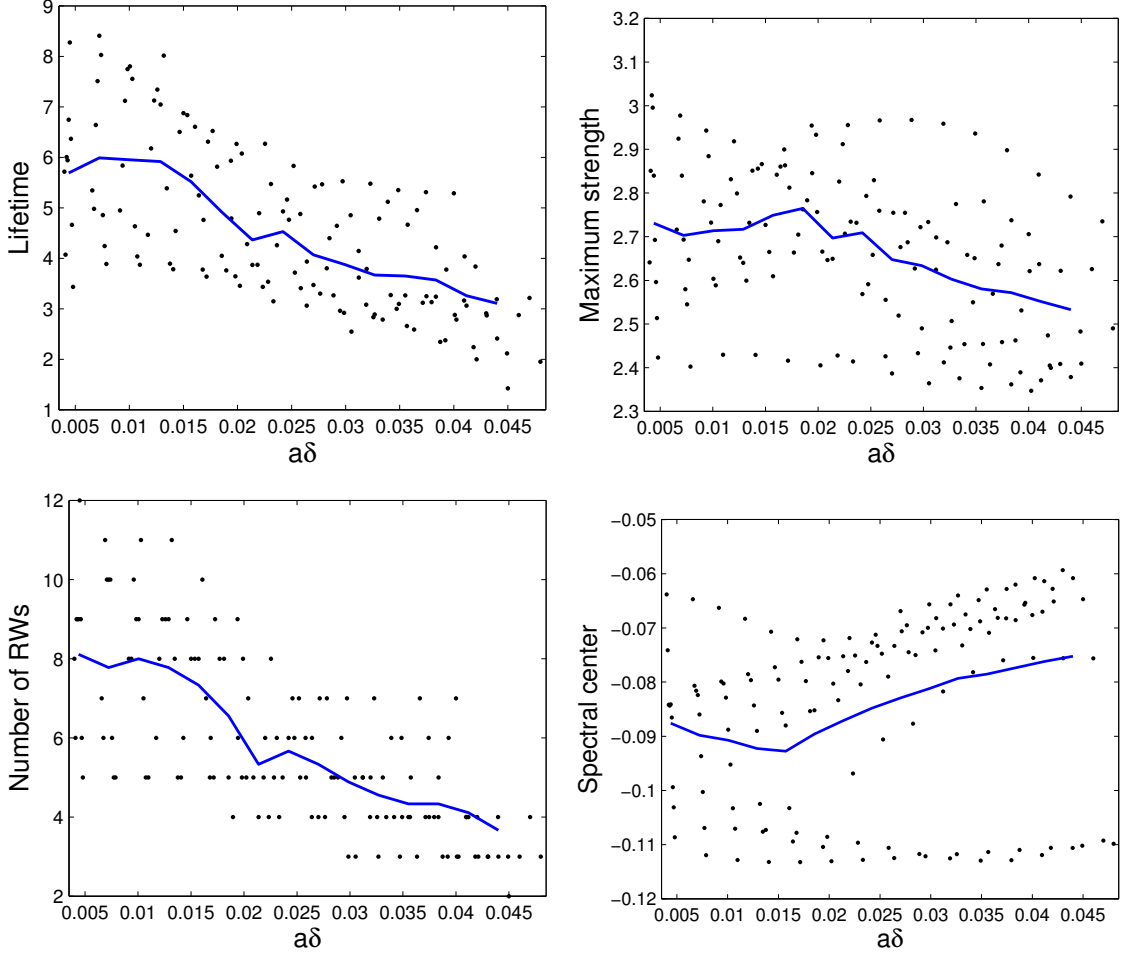 9
8
7
6
5
4
3
2
1
Lifetime
0.005 0.01 0.015 0.02 0.025 0.03 0.035 0.04 0.045
aδ
3.2
3.1
3
2.9
2.8
2.7
2.6
2.5
2.4
2.3
Maximum strength
0.005 0.01 0.015 0.02 0.025 0.03 0.035 0.04 0.045
aδ
12
10
8
6
4
2
Number of RWs
0.005 0.01 0.015 0.02 0.025 0.03 0.035 0.04 0.045
aδ
−0.05
−0.06
−0.07
−0.08
−0.09
−0.1
−0.11
−0.12
Spectral center
0.005 0.01 0.015 0.02 0.025 0.03 0.035 0.04 0.045
aδ